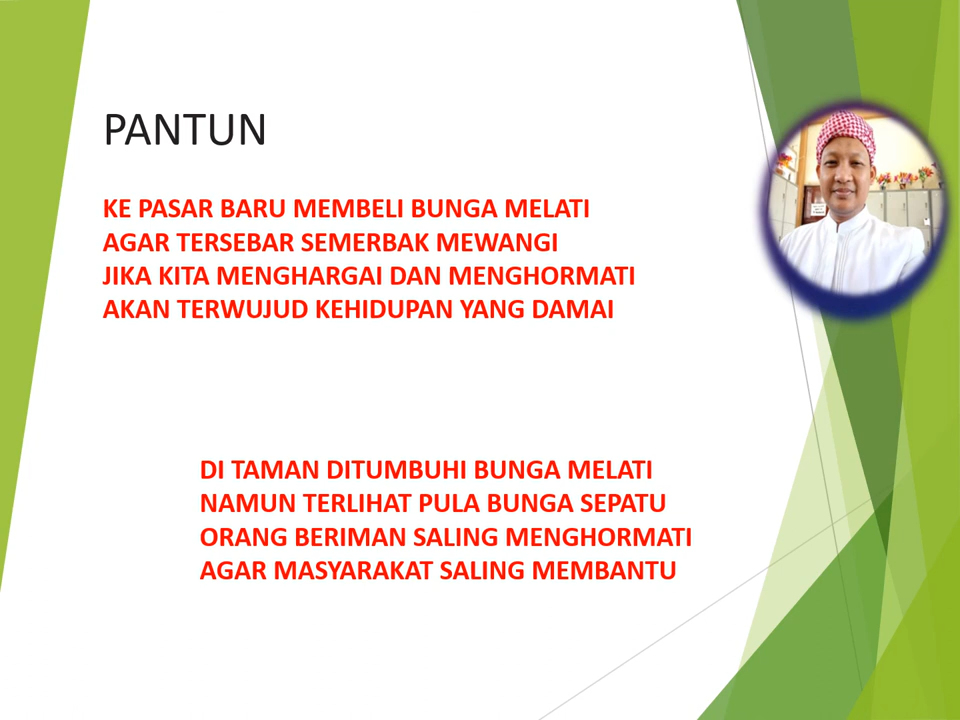 PANTUN
KE PASAR BARU MEMBELI BUNGA MELATI
AGAR TERSEBAR SEMERBAK MEWANGI
JIKA KITA MENGHARGAI DAN MENGHORMATI
AKAN TERWUJUD KEHIDUPAN YANG DAMAI
DI TAMAN DITUMBUHI BUNGA MELATI
NAMUN TERLIHAT PULA BUNGA SEPATU
ORANG BERIMAN SALING MENGHORMATI
AGAR MASYARAKAT SALING MEMBANTU